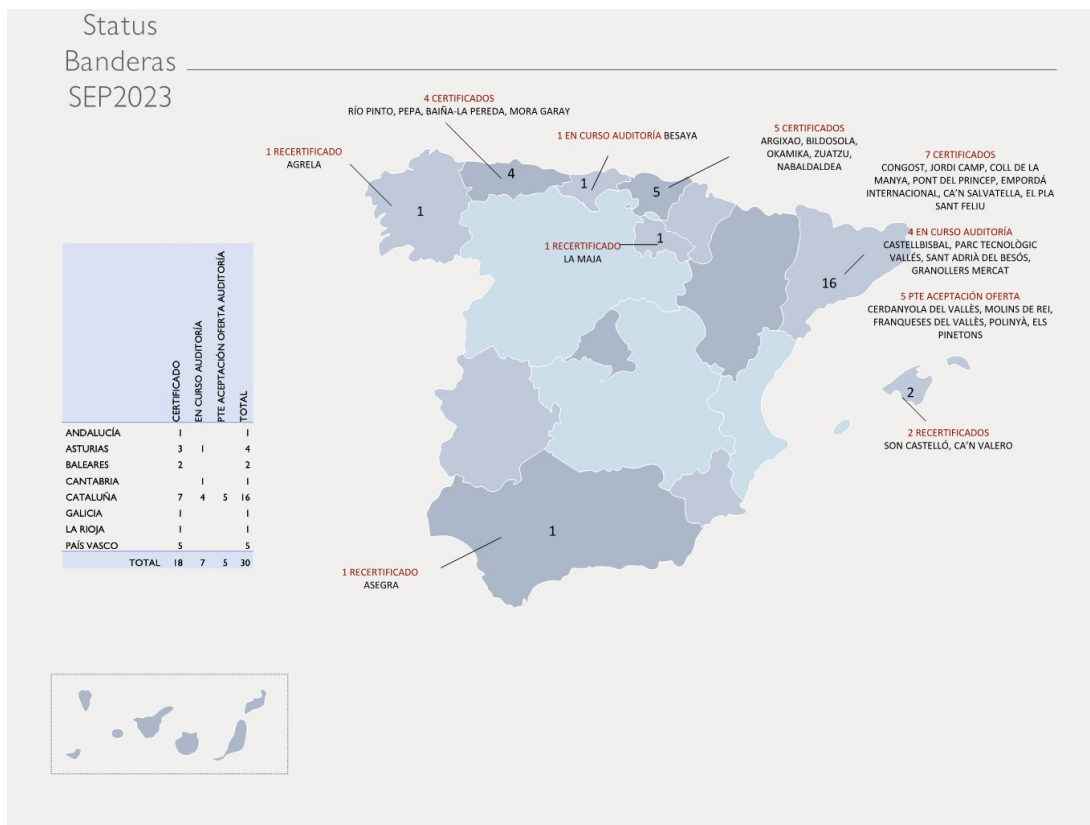 Status
Banderas
SEP2023
4 CERTIFICADOS
RÍO PINTO, PEPA, BAIÑA-LA PEREDA, MORA GARAY
1 EN CURSO AUDITORÍA BESAYA
5 CERTIFICADOS
ARGIXAO, BILDOSOLA,
OKAMIKA, ZUATZU,
NABALDALDEA
1 RECERTIFICADO
AGRELA
7 CERTIFICADOS
CONGOST, JORDI CAMP, COLL DE LA
MANYA, PONT DEL PRINCEP, EMPORDÁ
INTERNACIONAL, CA'N SALVATELLA, EL PLA
SANT FELIU
4
1
5
1
1 RECERTIFICADO
LA MAJA
1
4 EN CURSO AUDITORÍA
CASTELLBISBAL, PARC TECNOLÒGIC
VALLÉS, SANT ADRIÀ DEL BESÓS,
GRANOLLERS MERCAT
16
5 PTE ACEPTACIÓN OFERTA
CERDANYOLA DEL VALLÈS, MOLINS DE REI,
FRANQUESES DEL VALLÈS, POLINYÀ, ELS
PINETONS
2
2 RECERTIFICADOS
SON CASTELLÓ, CA'N VALERO
1
1 RECERTIFICADO
ASEGRA
CERTIFICADO EN CURSO AUDITORÍA PTE ACEPTACIÓN OFERTA AUDITORÍA TOTAL
ANDALUCÍA 1 1
ASTURIAS 3 1 4
BALEARES 2 2
CANTABRIA 1 1
CATALUÑA 7 4 5 16
GALICIA 1 1
LA RIOJA 1 1
PAÍS VASCO 5 5
TOTAL 18 7 5 30